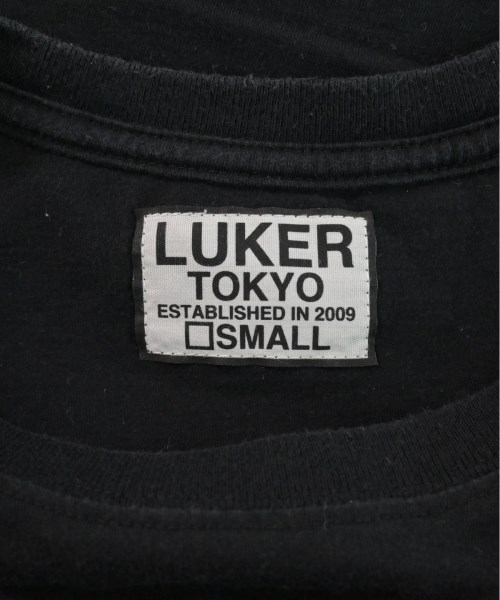 LUKER
TOKYO
ESTABLISHED IN 2009
☐SMALL